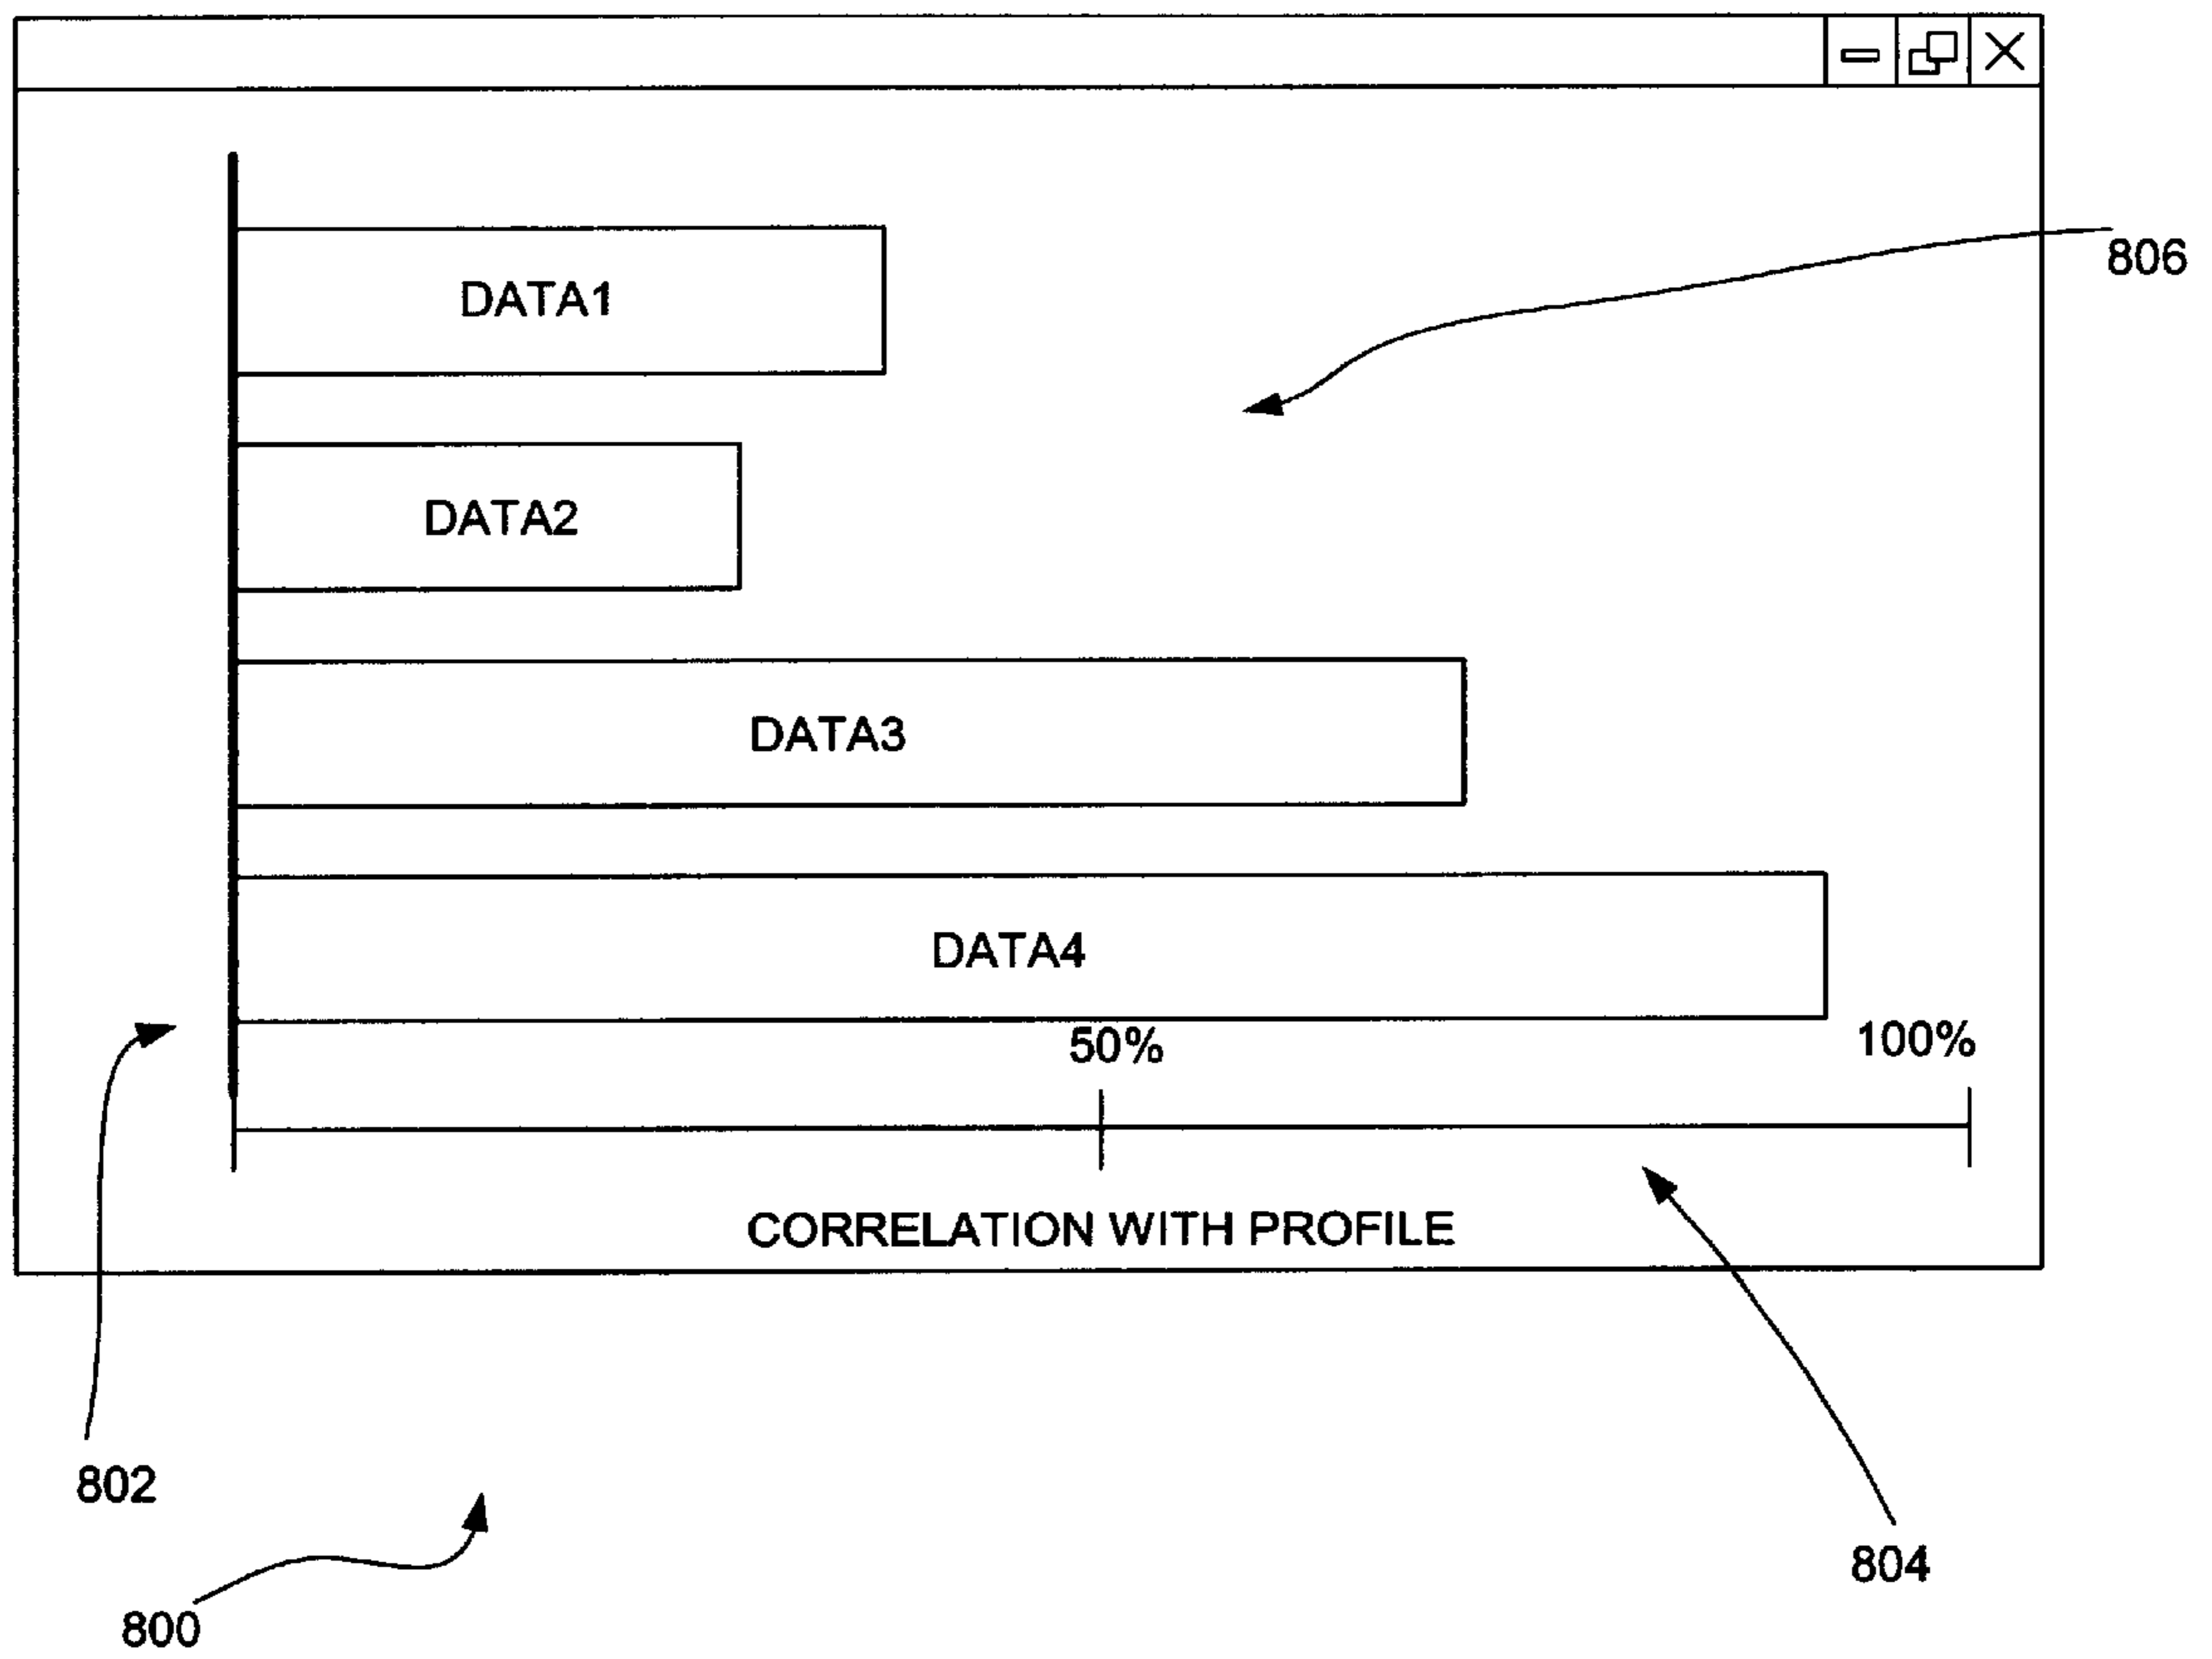 806
DATA1
DATA2
DATA3
DATA4
50%
100%
CORRELATION WITH PROFILE
802
804
800